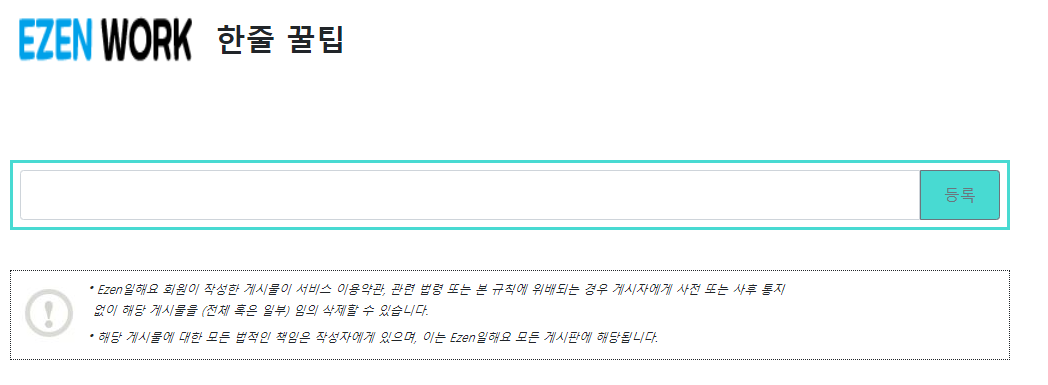 EZEN WORK 한줄 꿀팁
등록
* Ezen일해요 회원이 작성한 게시물이 서비스 이용약관, 관련 법령 또는 본 규칙에 위배되는 경우 게시자에게 사전 또는 사후 통지
없이 해당 게시물을 (전체 혹은 일부) 임의 삭제할 수 있습니다.
* 해당 게시물에 대한 모든 법적인 책임은 작성자에게 있으며, 이는 Ezen일해요 모든 게시판에 해당됩니다.